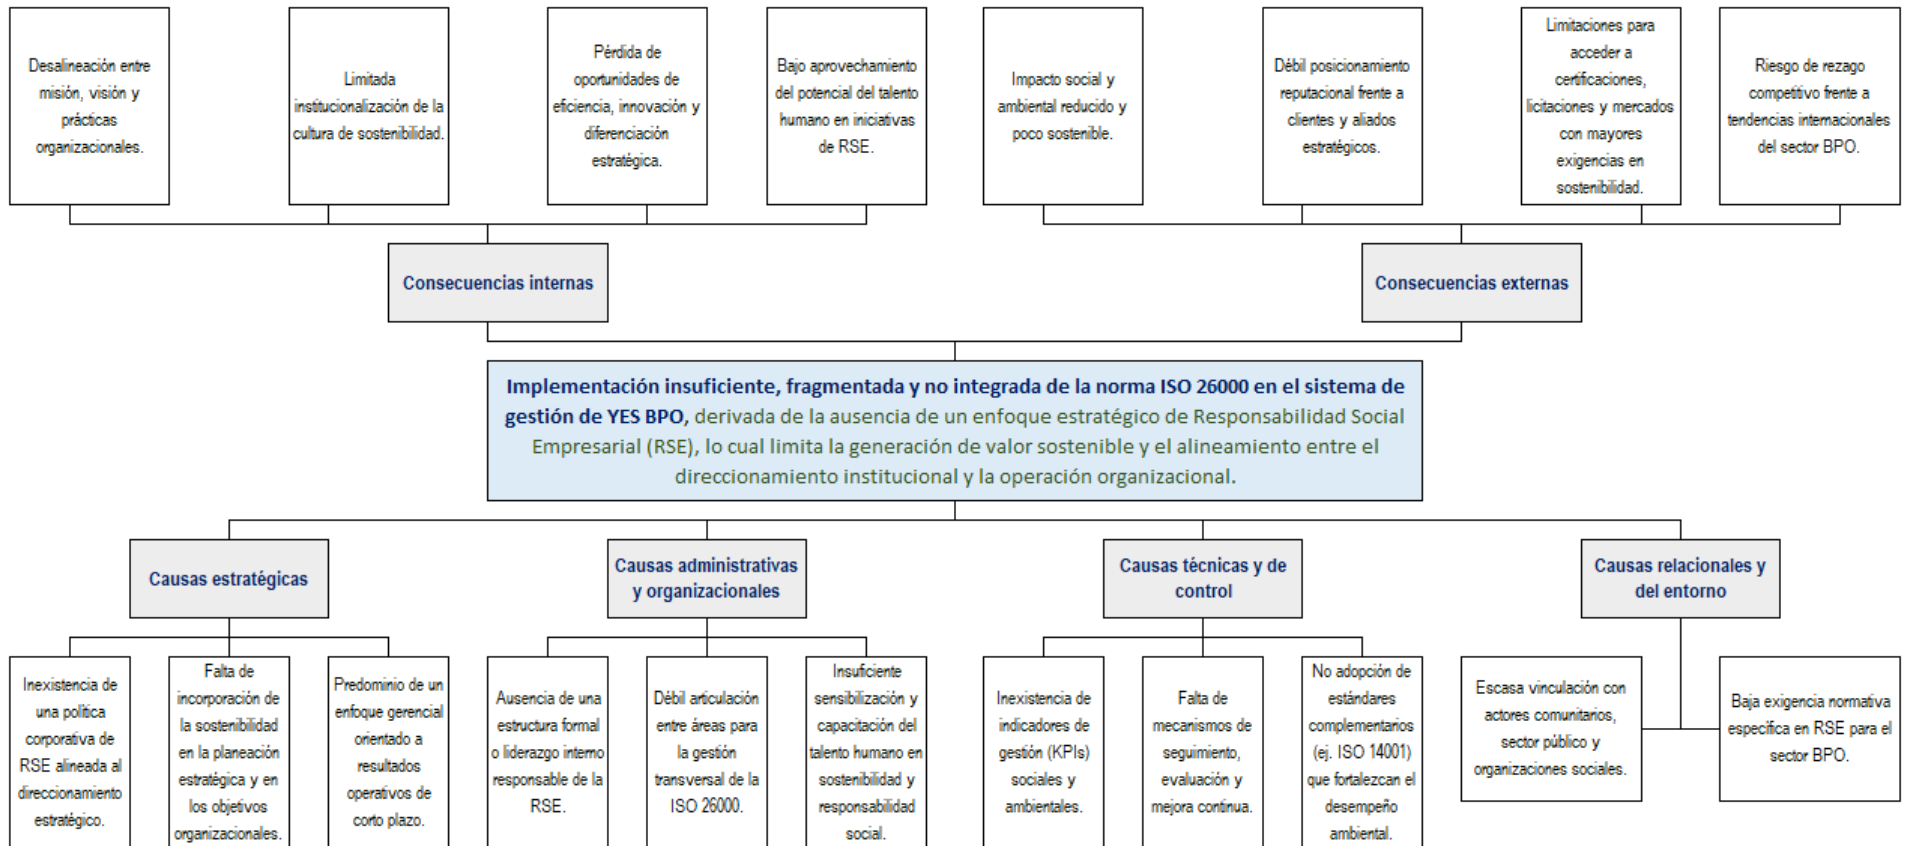 Desalineación entre
misión, visión y
prácticas
organizacionales.
Limitada
institucionalización de la
cultura de sostenibilidad.
Pérdida de
oportunidades de
eficiencia, innovación y
diferenciación
estratégica.
Bajo aprovechamiento
del potencial del talento
humano en iniciativas
de RSE.
Impacto social y
ambiental reducido y
poco sostenible.
Débil posicionamiento
reputacional frente a
clientes y aliados
estratégicos.
Limitaciones para
acceder a
certificaciones,
licitaciones y mercados
con mayores
exigencias en
sostenibilidad.
Riesgo de rezago
competitivo frente a
tendencias internacionales
del sector BPO.
Consecuencias internas
Consecuencias externas
Implementación insuficiente, fragmentada y no integrada de la norma ISO 26000 en el sistema de
gestión de YES BPO, derivada de la ausencia de un enfoque estratégico de Responsabilidad Social
Empresarial (RSE), lo cual limita la generación de valor sostenible y el alineamiento entre el
direccionamiento institucional y la operación organizacional.
Causas estratégicas
Causas administrativas
y organizacionales
Causas técnicas y de
control
Causas relacionales y
del entorno
Inexistencia de
una política
corporativa de
RSE alineada al
direccionamiento
estratégico.
Falta de
incorporación de
la sostenibilidad
en la planeación
estratégica y en
los objetivos
organizacionales.
Predominio de un
enfoque gerencial
orientado a
resultados
operativos de
corto plazo.
Ausencia de una
estructura formal
o liderazgo interno
responsable de la
RSE.
Débil articulación
entre áreas para
la gestión
transversal de la
ISO 26000.
Insuficiente
sensibilización y
capacitación del
talento humano en
sostenibilidad y
responsabilidad
social.
Inexistencia de
indicadores de
gestión (KPIs)
sociales y
ambientales.
Falta de
mecanismos de
seguimiento,
evaluación y
mejora continua.
No adopción de
estándares
complementarios
(ej. ISO 14001)
que fortalezcan el
desempeño
ambiental.
Escasa vinculación con
actores comunitarios,
sector público y
organizaciones sociales.
Baja exigencia normativa
específica en RSE para el
sector BPO.